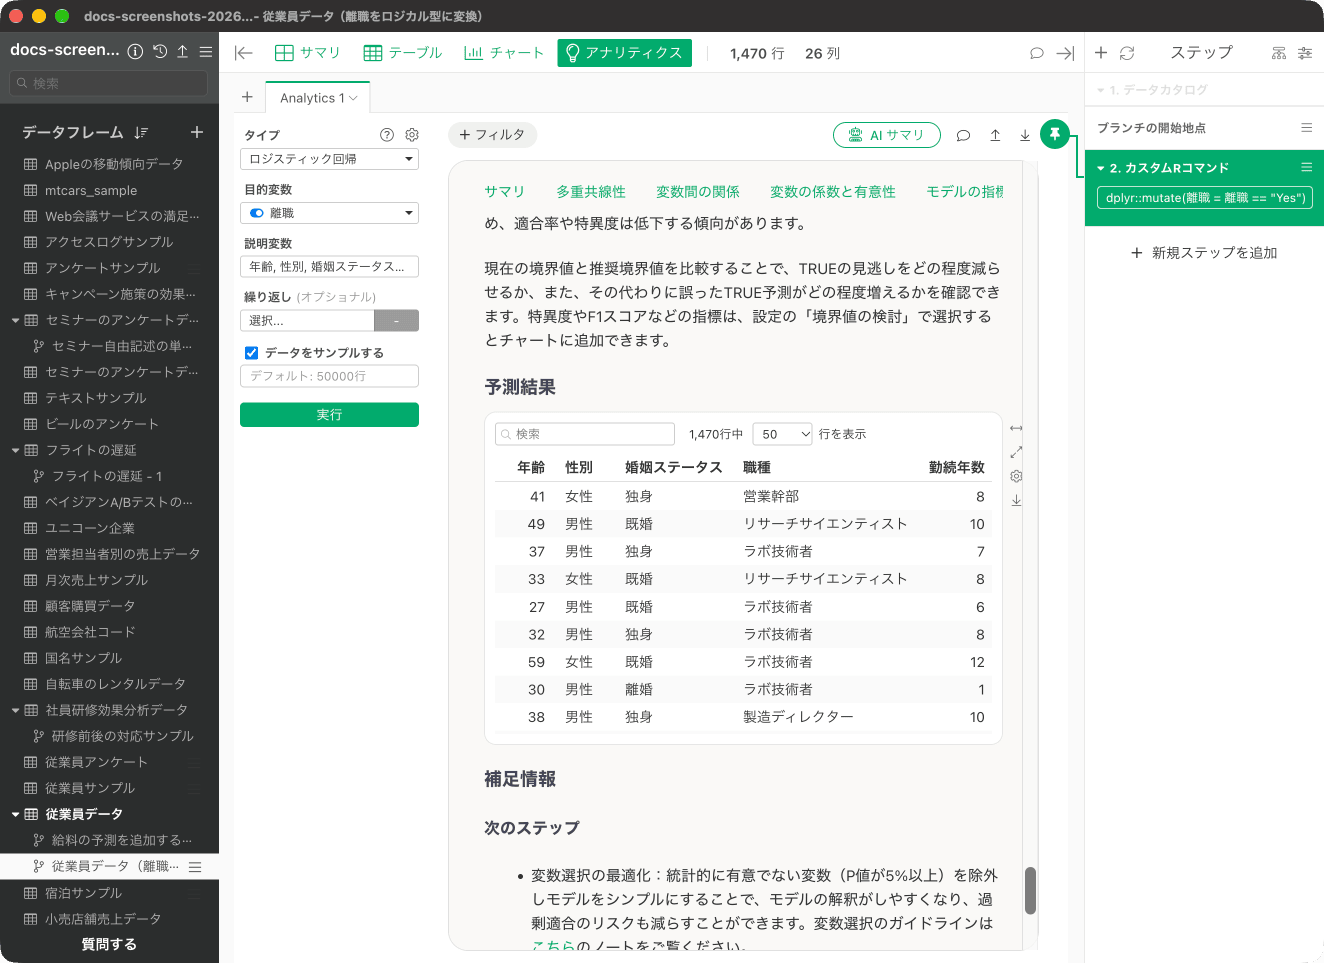 docs-screenshots-2026...- 従業員データ（離職をロジカル型に変換）
docs-screen...
検索
データフレーム
Appleの移動傾向データ
mtcars_sample
Web会議サービスの満足...
アクセスログサンプル
アンケートサンプル
キャンペーン施策の効果...
セミナーのアンケートデ...
セミナー自由記述の単...
セミナーのアンケートデ...
テキストサンプル
ビールのアンケート
フライトの遅延
フライトの遅延 - 1
ベイジアンA/Bテストの...
ユニコーン企業
営業担当者別の売上データ
月次売上サンプル
顧客購買データ
航空会社コード
国名サンプル
自転車のレンタルデータ
社員研修効果分析データ
研修前後の対応サンプル
従業員アンケート
従業員サンプル
従業員データ
給料の予測を追加する...
従業員データ（離職...
宿泊サンプル
小売店舗売上データ
質問する
サマリ
テーブル
チャート
アナリティクス
1,470 行
26 列
Analytics 1
タイプ
ロジスティック回帰
目的変数
離職
説明変数
年齢, 性別, 婚姻ステータス...
繰り返し (オプショナル)
選択...
-
データをサンプルする
デフォルト: 50000行
実行
+ フィルタ
AI サマリ
サマリ 多重共線性 変数間の関係 変数の係数と有意性 モデルの指標
め、適合率や特異度は低下する傾向があります。
現在の境界値と推奨境界値を比較することで、TRUEの見逃しをどの程度減ら
せるか、また、その代わりに誤ったTRUE予測がどの程度増えるかを確認でき
ます。特異度やF1スコアなどの指標は、設定の「境界値の検討」で選択する
とチャートに追加できます。
予測結果
検索 1,470行中 50 行を表示
年齢 性別 婚姻ステータス 職種 勤続年数
41 女性 独身 営業幹部 8
49 男性 既婚 リサーチサイエンティスト 10
37 男性 独身 ラボ技術者 7
33 女性 既婚 リサーチサイエンティスト 8
27 男性 既婚 ラボ技術者 6
32 男性 独身 ラボ技術者 8
59 女性 既婚 ラボ技術者 12
30 男性 離婚 ラボ技術者 1
38 男性 独身 製造ディレクター 10
補足情報
次のステップ
• 変数選択の最適化：統計的に有意でない変数（P値が5%以上）を除外
しモデルをシンプルにすることで、モデルの解釈がしやすくなり、過
剰適合のリスクも減らすことができます。変数選択のガイドラインは
こちらのノートをご覧ください。
ステップ
1. データカタログ
ブランチの開始地点
2. カスタムRコマンド
dplyr::mutate(離職 = 離職 == "Yes")
+ 新規ステップを追加